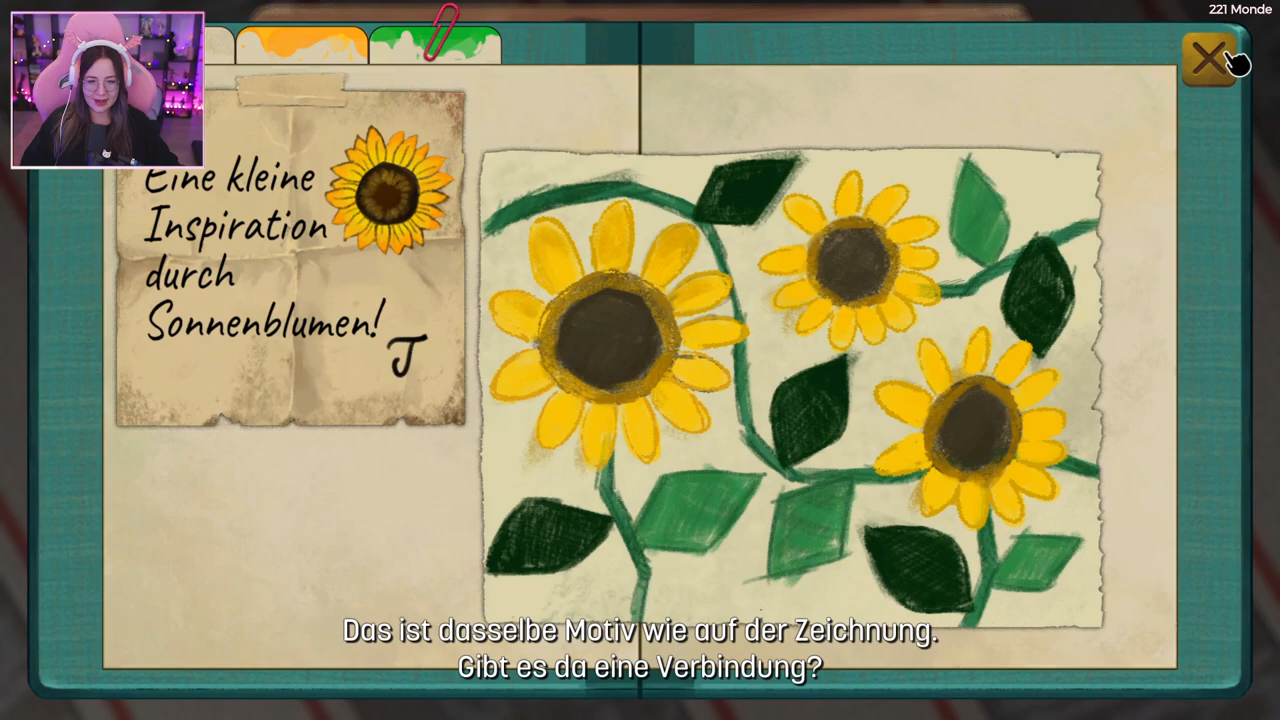 221 Monde
Eine kleine
Inspiration
durch
Sonnenblumen!
J
Das ist dasselbe Motiv wie auf der Zeichnung.
Gibt es da eine Verbindung?